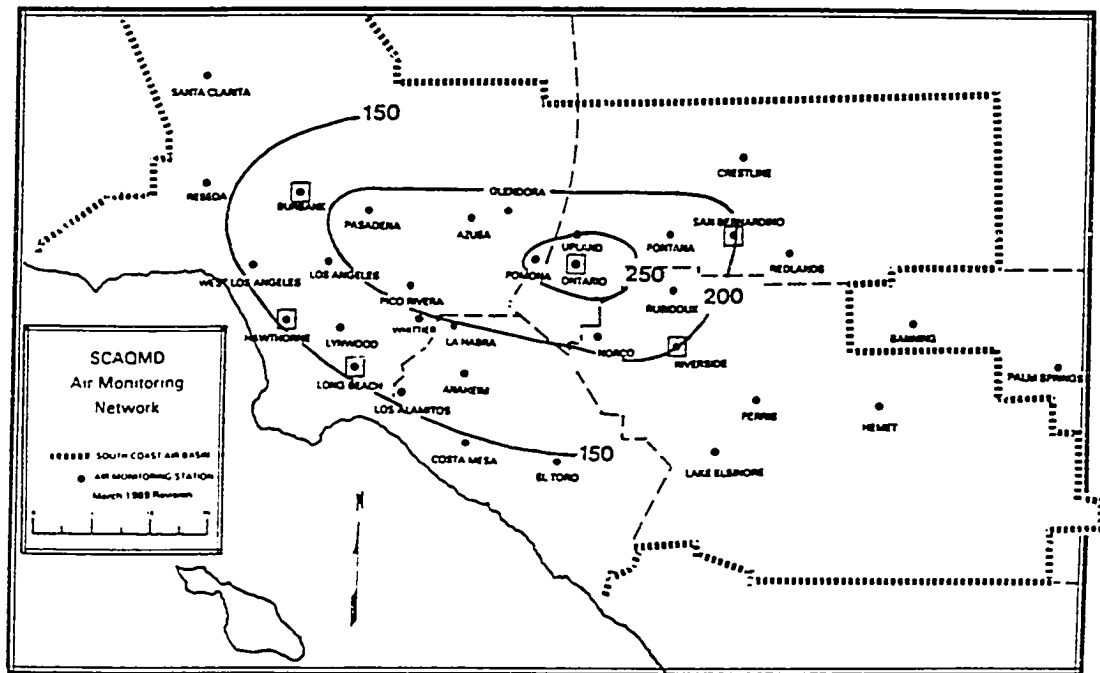 SANTA CLARITA
150
CRESTLINE
RESEDA
BURBANK
GLENDORA
PASADENA
AZUSA
SAN BERNARDINO
UPLAND
FONTANA
REDLANDS
WEST LOS ANGELES
LOS ANGELES
POMONA
ONTARIO
250
200
PICO RIVERA
RUBIDOUX
HAWTHORNE
LYNWOOD
WHITTIER
LA HABRA
NORCO
RIVERSIDE
BANNING
LONG BEACH
ANAHEIM
PALM SPRINGS
LOS ALAMITOS
PERRIS
HEMET
COSTA MESA
150
EL TORO
LAKE ELSINORE
SCAQMD
Air Monitoring
Network
SOUTH COAST AIR BASIN
AIR MONITORING STATION
March 1989 Revision